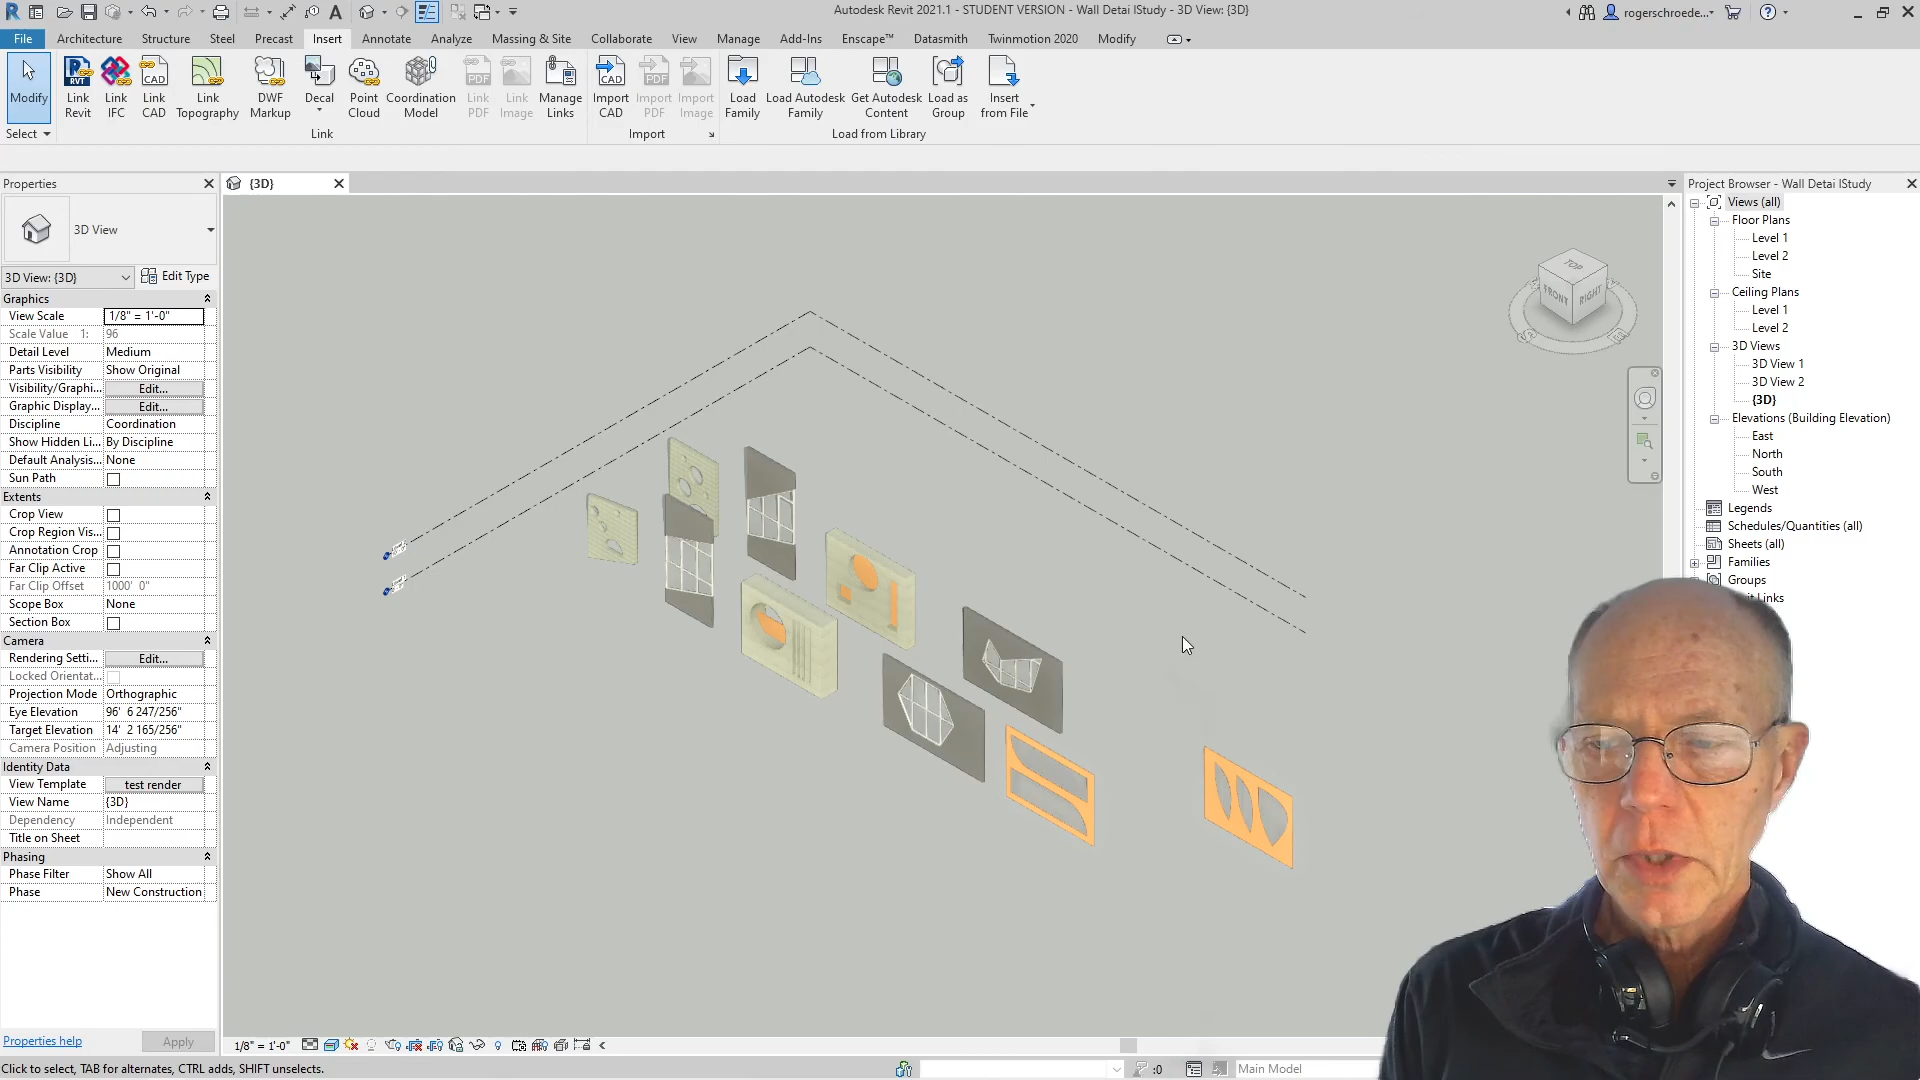 Autodesk Revit 2021.1 - STUDENT VERSION - Wall Detai lStudy - 3D View: {3D}
rogerschroede...
File Architecture Structure Steel Precast Insert Annotate Analyze Massing & Site Collaborate View Manage Add-Ins Enscape™ Datasmith Twinmotion 2020 Modify
Modify
Link Revit
Link IFC
Link CAD
Link Topography
DWF Markup
Decal
Point Cloud
Coordination Model
Link PDF
Link Image
Manage Links
Import CAD
Import PDF
Import Image
Load Family
Load Autodesk Family
Get Autodesk Content
Load as Group
Insert from File
Select
Link
Import
Load from Library
Properties
{3D}
Project Browser - Wall Detai lStudy
3D View
3D View: {3D}
Edit Type
Graphics
View Scale 1/8" = 1'-0"
Scale Value 1: 96
Detail Level Medium
Parts Visibility Show Original
Visibility/Graphi... Edit...
Graphic Display... Edit...
Discipline Coordination
Show Hidden Li... By Discipline
Default Analysis... None
Sun Path
Extents
Crop View
Crop Region Vis...
Annotation Crop
Far Clip Active
Far Clip Offset 1000' 0"
Scope Box None
Section Box
Camera
Rendering Setti... Edit...
Locked Orientat...
Projection Mode Orthographic
Eye Elevation 96' 6 247/256"
Target Elevation 14' 2 165/256"
Camera Position Adjusting
Identity Data
View Template test render
View Name {3D}
Dependency Independent
Title on Sheet
Phasing
Phase Filter Show All
Phase New Construction
Properties help
Apply
TOP
FRONT
RIGHT
Views (all)
Floor Plans
Level 1
Level 2
Site
Ceiling Plans
Level 1
Level 2
3D Views
3D View 1
3D View 2
{3D}
Elevations (Building Elevation)
East
North
South
West
Legends
Schedules/Quantities (all)
Sheets (all)
Families
Groups
Links
1/8" = 1'-0"
Click to select, TAB for alternates, CTRL adds, SHIFT unselects.
:0
Main Model